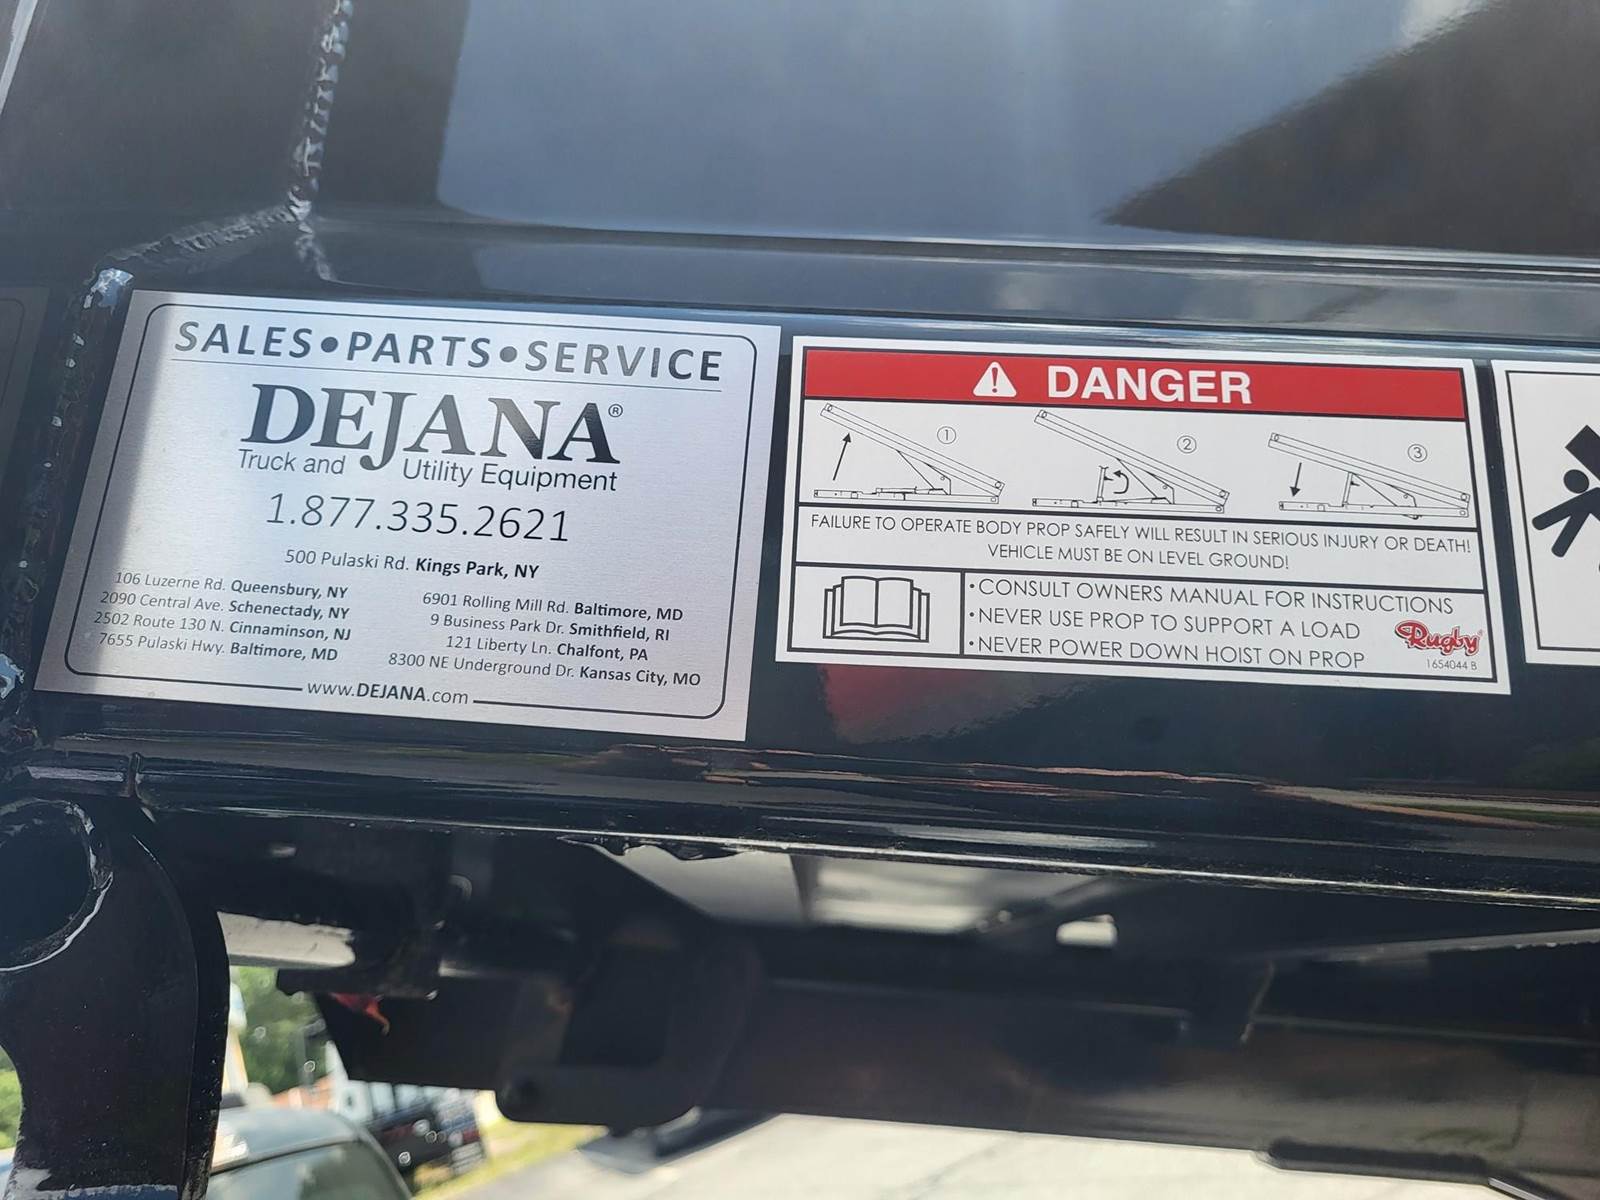 SALES•PARTS•SERVICE
DEJANA®
Truck and Utility Equipment
1.877.335.2621
500 Pulaski Rd. Kings Park, NY
106 Luzerne Rd. Queensbury, NY
2090 Central Ave. Schenectady, NY
2502 Route 130 N. Cinnaminson, NJ
7655 Pulaski Hwy. Baltimore, MD
6901 Rolling Mill Rd. Baltimore, MD
9 Business Park Dr. Smithfield, RI
121 Liberty Ln. Chalfont, PA
8300 NE Underground Dr. Kansas City, MO
www.DEJANA.com
DANGER
1
2
3
FAILURE TO OPERATE BODY PROP SAFELY WILL RESULT IN SERIOUS INJURY OR DEATH!
VEHICLE MUST BE ON LEVEL GROUND!
•CONSULT OWNERS MANUAL FOR INSTRUCTIONS
•NEVER USE PROP TO SUPPORT A LOAD
•NEVER POWER DOWN HOIST ON PROP
Rugby
1654044 B